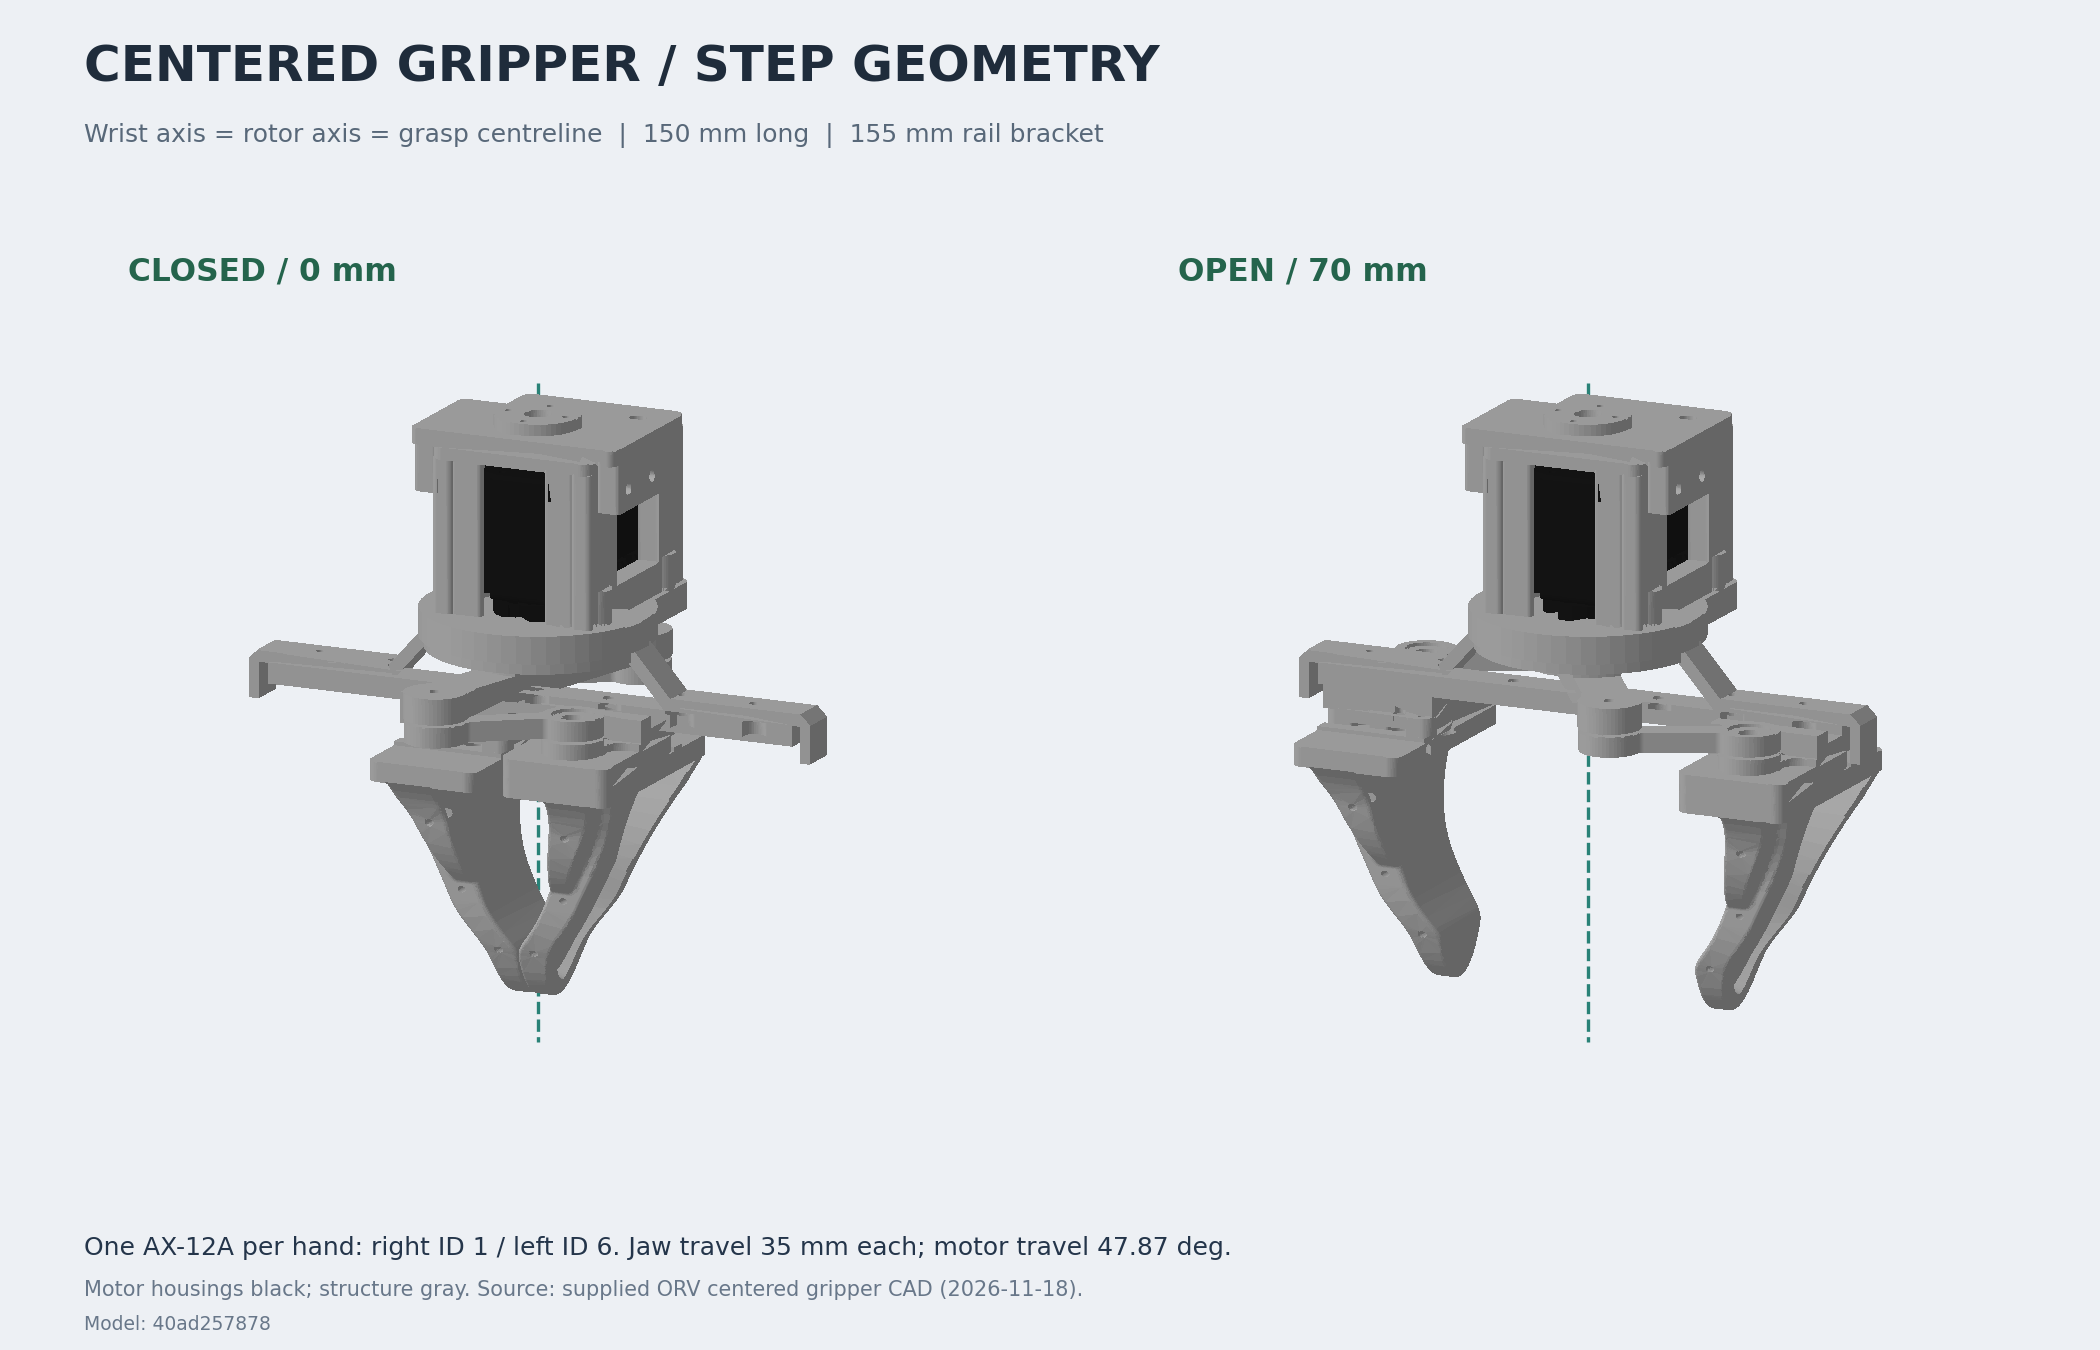 CENTERED GRIPPER / STEP GEOMETRY
Wrist axis = rotor axis = grasp centreline | 150 mm long | 155 mm rail bracket
CLOSED / 0 mm
OPEN / 70 mm
One AX-12A per hand: right ID 1 / left ID 6. Jaw travel 35 mm each; motor travel 47.87 deg.
Motor housings black; structure gray. Source: supplied ORV centered gripper CAD (2026-11-18).
Model: 40ad257878